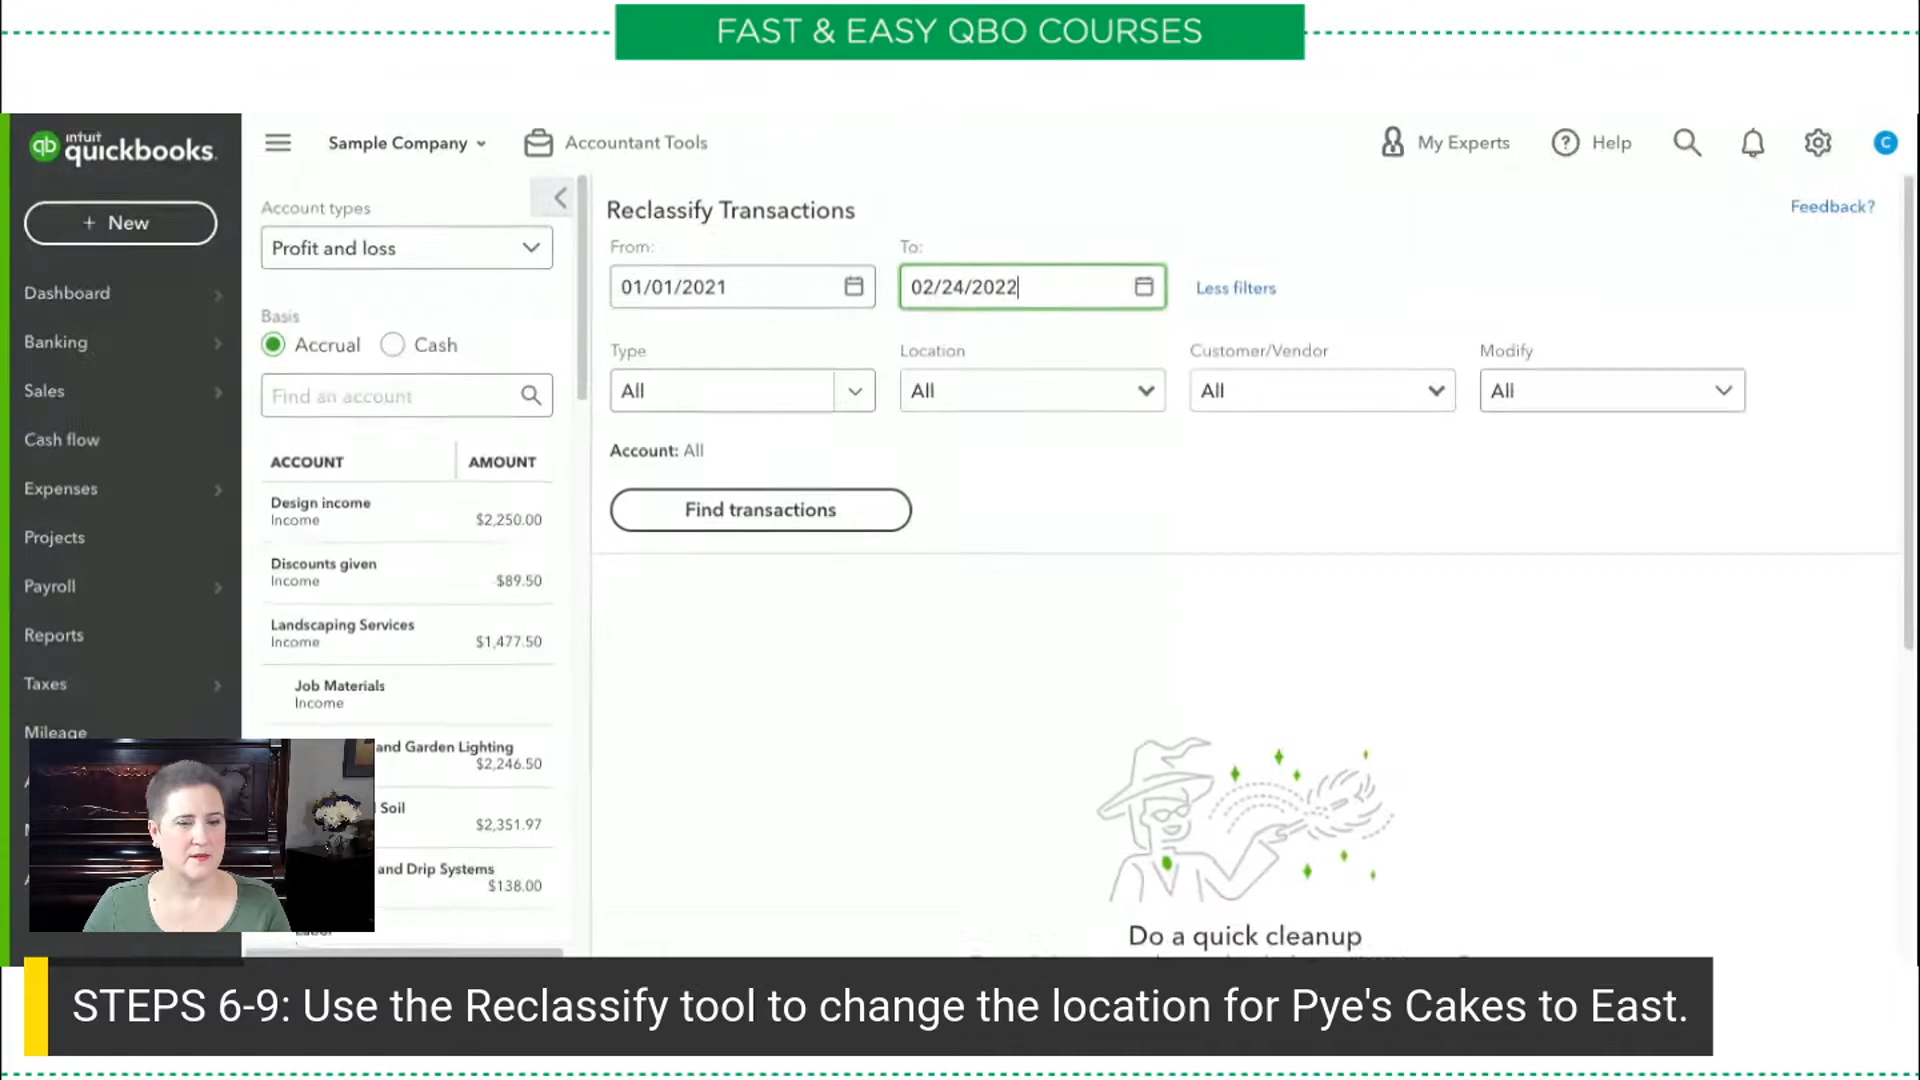 FAST & EASY QBO COURSES
intuit
quickbooks.
Sample Company
Accountant Tools
My Experts
Help
C
+ New
Dashboard
Banking
Sales
Cash flow
Expenses
Projects
Payroll
Reports
Taxes
Mileage
Account types
Profit and loss
Basis
Accrual
Cash
Find an account
ACCOUNT AMOUNT
Design income
Income $2,250.00
Discounts given
Income -$89.50
Landscaping Services
Income $1,477.50
Job Materials
Income
and Garden Lighting
$2,246.50
Soil
$2,351.97
and Drip Systems
$138.00
Labor
Reclassify Transactions
Feedback?
From: To:
01/01/2021 02/24/2022 Less filters
Type Location Customer/Vendor Modify
All All All All
Account: All
Find transactions
Do a quick cleanup
STEPS 6-9: Use the Reclassify tool to change the location for Pye's Cakes to East.